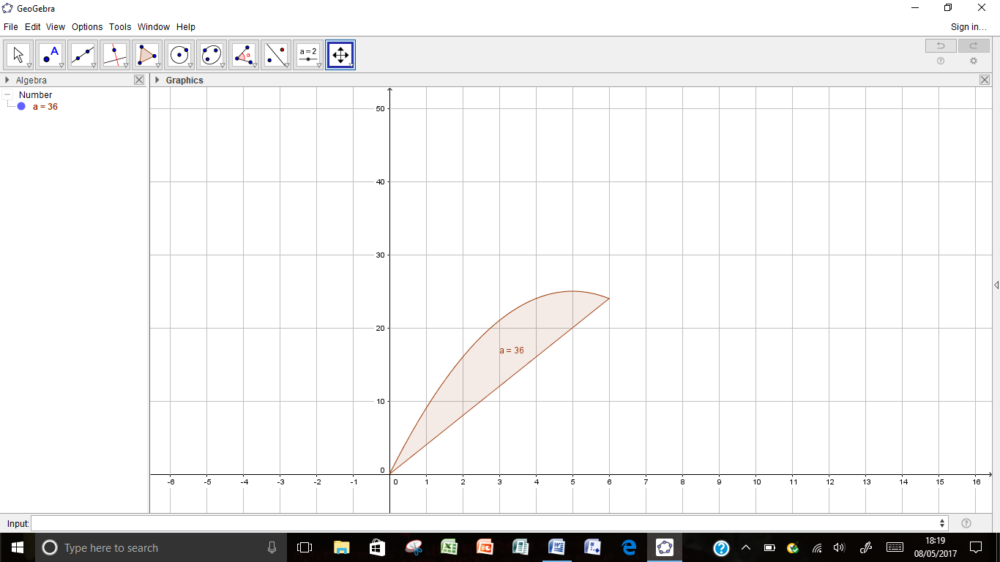 GeoGebra
File Edit View Options Tools Window Help
Sign in...
A
α
a = 2
Algebra
Graphics
Number
a = 36
50
40
30
20
10
0
a = 36
-6 -5 -4 -3 -2 -1 0 1 2 3 4 5 6 7 8 9 10 11 12 13 14 15 16
Input:
Type here to search
18:19
08/05/2017